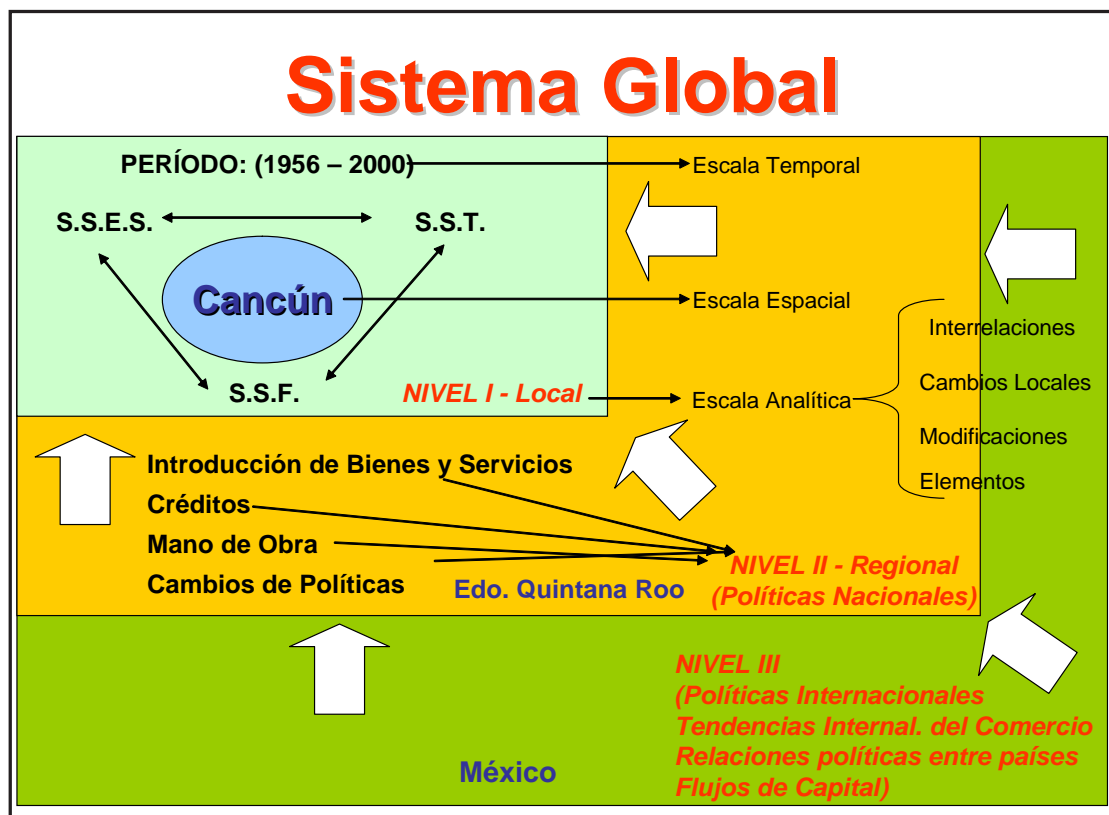 Sistema Global
PERÍODO: (1956 – 2000)
Escala Temporal
S.S.E.S.
S.S.T.
Cancún
Escala Espacial
S.S.F.
NIVEL I - Local
Escala Analítica
Interrelaciones
Cambios Locales
Modificaciones
Elementos
Introducción de Bienes y Servicios
Créditos
Mano de Obra
Cambios de Políticas
Edo. Quintana Roo
NIVEL II - Regional
(Políticas Nacionales)
NIVEL III
(Políticas Internacionales
Tendencias Internal. del Comercio
Relaciones políticas entre países
Flujos de Capital)
México